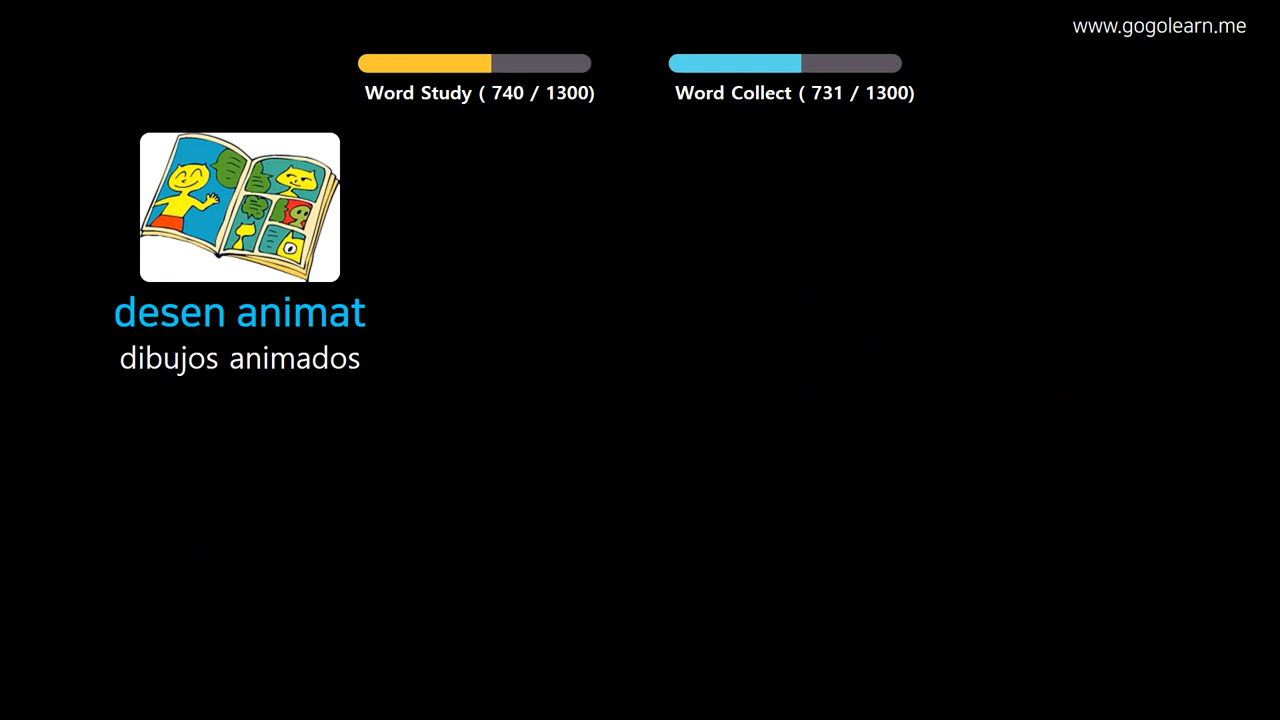 www.gogolearn.me
Word Study ( 740 / 1300)
Word Collect ( 731 / 1300)
desen animat
dibujos animados